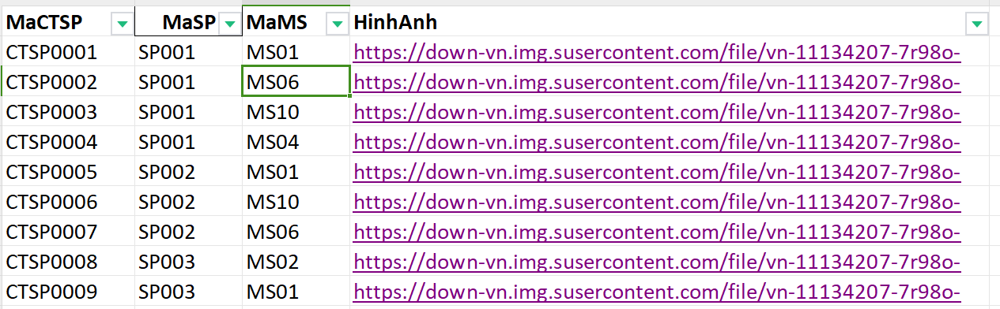 MaCTSP MaSP MaMS HinhAnh
CTSP0001 SP001 MS01 https://down-vn.img.susercontent.com/file/vn-11134207-7r98o-
CTSP0002 SP001 MS06 https://down-vn.img.susercontent.com/file/vn-11134207-7r98o-
CTSP0003 SP001 MS10 https://down-vn.img.susercontent.com/file/vn-11134207-7r98o-
CTSP0004 SP001 MS04 https://down-vn.img.susercontent.com/file/vn-11134207-7r98o-
CTSP0005 SP002 MS01 https://down-vn.img.susercontent.com/file/vn-11134207-7r98o-
CTSP0006 SP002 MS10 https://down-vn.img.susercontent.com/file/vn-11134207-7r98o-
CTSP0007 SP002 MS06 https://down-vn.img.susercontent.com/file/vn-11134207-7r98o-
CTSP0008 SP003 MS02 https://down-vn.img.susercontent.com/file/vn-11134207-7r98o-
CTSP0009 SP003 MS01 https://down-vn.img.susercontent.com/file/vn-11134207-7r98o-